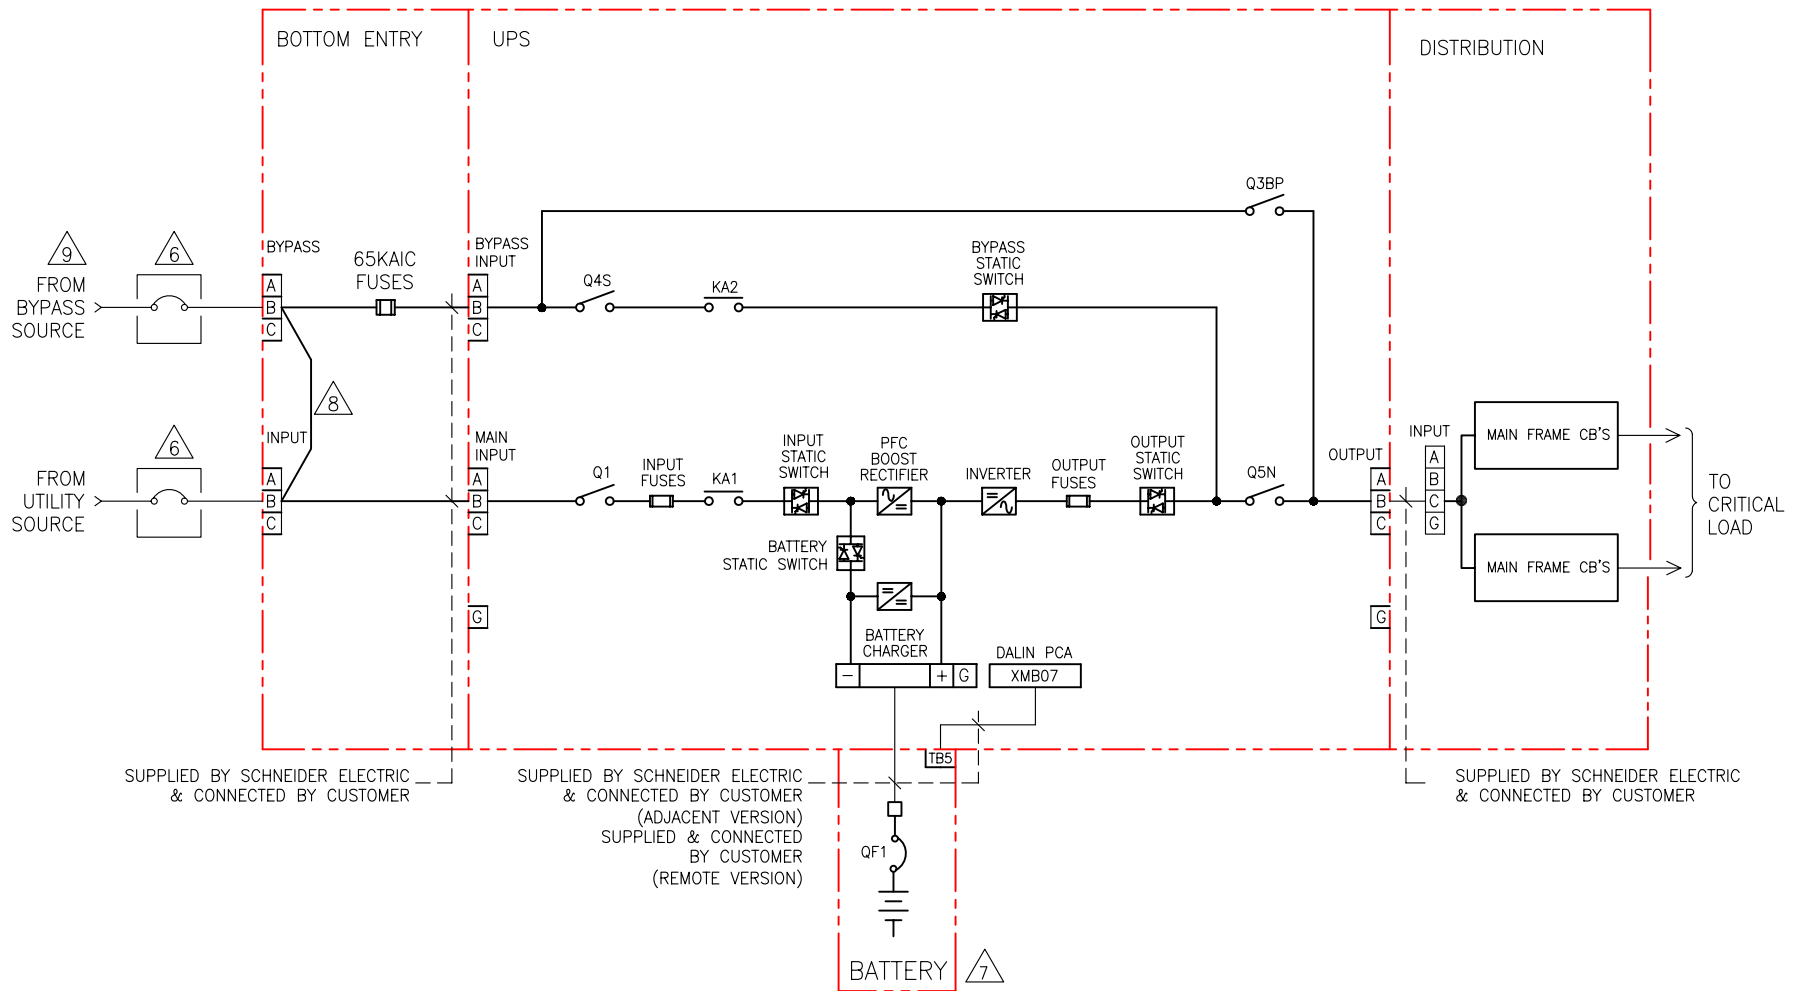 BOTTOM ENTRY
UPS
DISTRIBUTION
Q3BP
9
6
BYPASS
65KAIC
FUSES
BYPASS
INPUT
BYPASS
STATIC
SWITCH
FROM
BYPASS
SOURCE
A
B
C
A
B
C
Q4S
KA2
8
6
INPUT
MAIN
INPUT
FROM
UTILITY
SOURCE
A
B
C
A
B
C
Q1
INPUT
FUSES
KA1
INPUT
STATIC
SWITCH
PFC
BOOST
RECTIFIER
INVERTER
OUTPUT
FUSES
OUTPUT
STATIC
SWITCH
Q5N
OUTPUT
A
B
C
INPUT
A
B
C
G
MAIN FRAME CB'S
MAIN FRAME CB'S
TO
CRITICAL
LOAD
BATTERY
STATIC SWITCH
G
G
BATTERY
CHARGER
− + G
DALIN PCA
XMB07
TB5
SUPPLIED BY SCHNEIDER ELECTRIC
& CONNECTED BY CUSTOMER
SUPPLIED BY SCHNEIDER ELECTRIC
& CONNECTED BY CUSTOMER
(ADJACENT VERSION)
SUPPLIED & CONNECTED
BY CUSTOMER
(REMOTE VERSION)
SUPPLIED BY SCHNEIDER ELECTRIC
& CONNECTED BY CUSTOMER
QF1
BATTERY
7